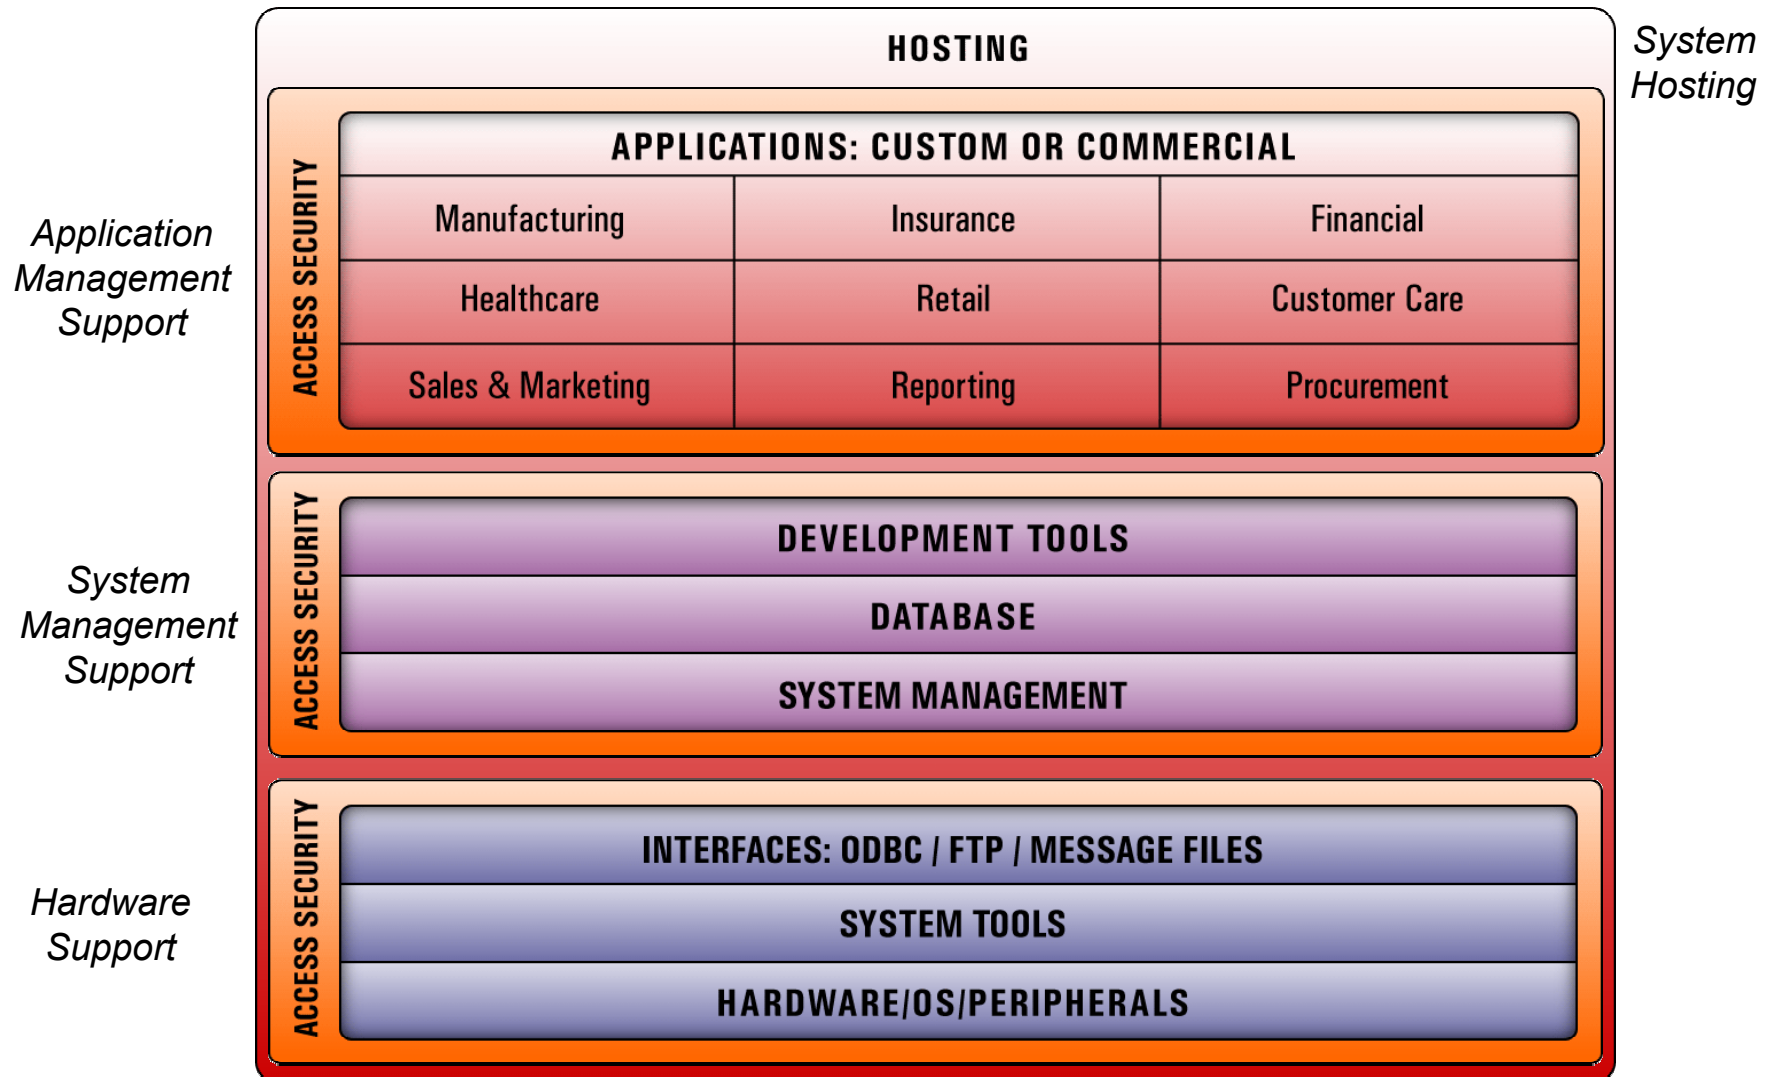 HOSTING
System
Hosting
Application
Management
Support
ACCESS SECURITY
APPLICATIONS: CUSTOM OR COMMERCIAL
Manufacturing Insurance Financial
Healthcare Retail Customer Care
Sales & Marketing Reporting Procurement
System
Management
Support
ACCESS SECURITY
DEVELOPMENT TOOLS
DATABASE
SYSTEM MANAGEMENT
Hardware
Support
ACCESS SECURITY
INTERFACES: ODBC / FTP / MESSAGE FILES
SYSTEM TOOLS
HARDWARE/OS/PERIPHERALS